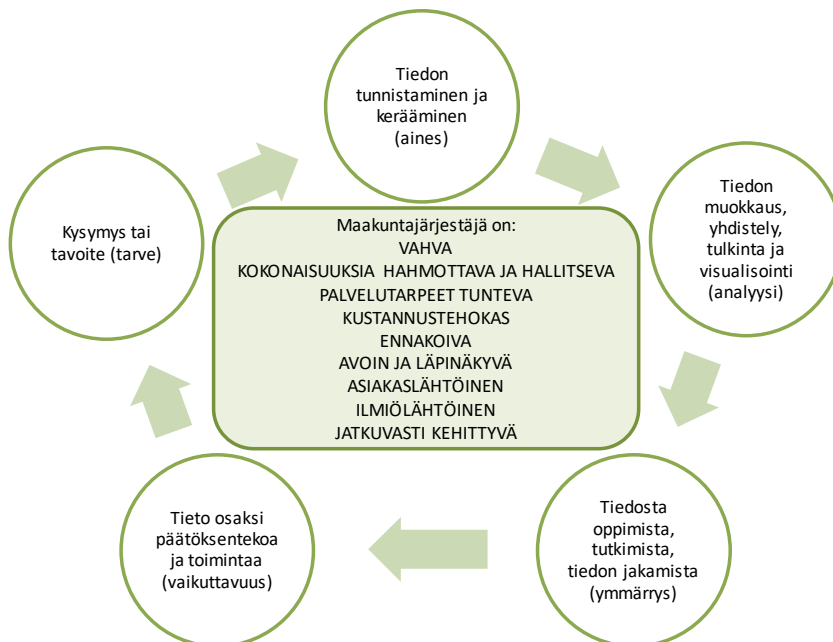 Tiedon
tunnistaminen ja
kerääminen
(aines)
Kysymys tai
tavoite (tarve)
Tiedon
muokkaus,
yhdistely,
tulkinta ja
visualisointi
(analyysi)
Maakuntajärjestäjä on:
VAHVA
KOKONAISUUKSIA HAHMOTTAVA JA HALLITSEVA
PALVELUTARPEET TUNTEVA
KUSTANNUSTEHOKAS
ENNAKOIVA
AVOIN JA LÄPINÄKYVÄ
ASIAKASLÄHTÖINEN
ILMIÖLÄHTÖINEN
JATKUVASTI KEHITTYVÄ
Tieto osaksi
päätöksentekoa
ja toimintaa
(vaikuttavuus)
Tiedosta
oppimista,
tutkimista,
tiedon jakamista
(ymmärrys)